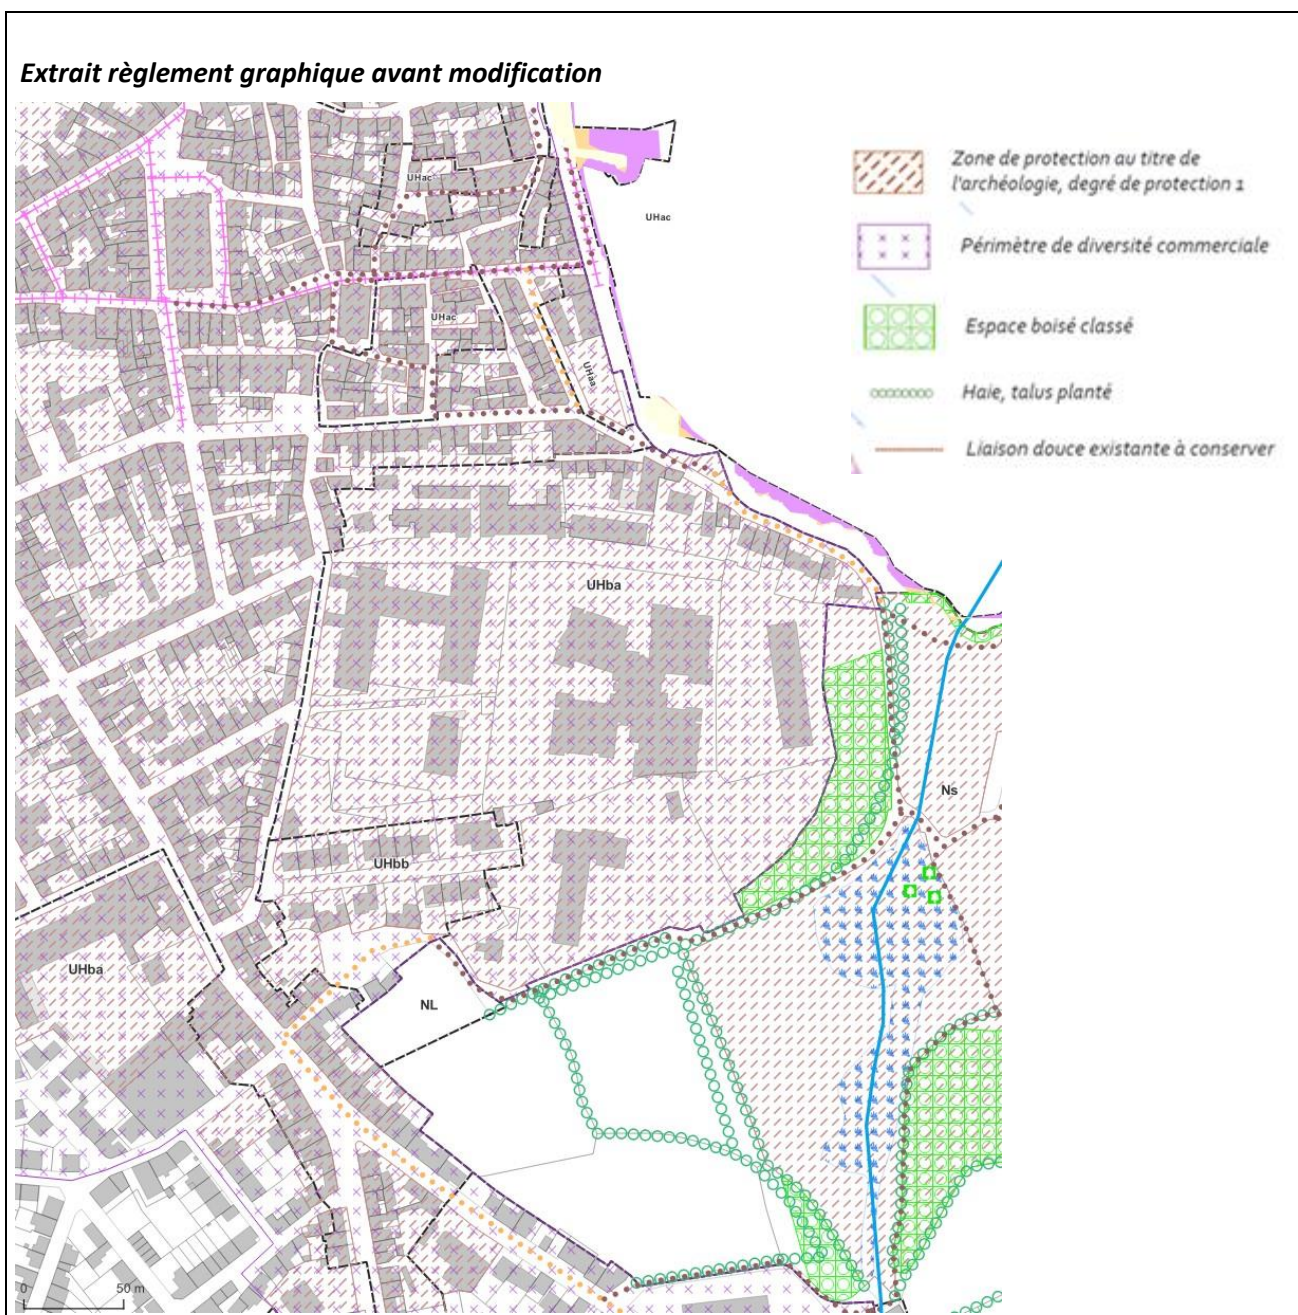 Extrait règlement graphique avant modification
Zone de protection au titre de
l'archéologie, degré de protection 1
Périmètre de diversité commerciale
Espace boisé classé
Haie, talus planté
Liaison douce existante à conserver
UHac
UHac
UHac
UHaa
UHba
Ns
UHbb
UHba
NL
0 50 m